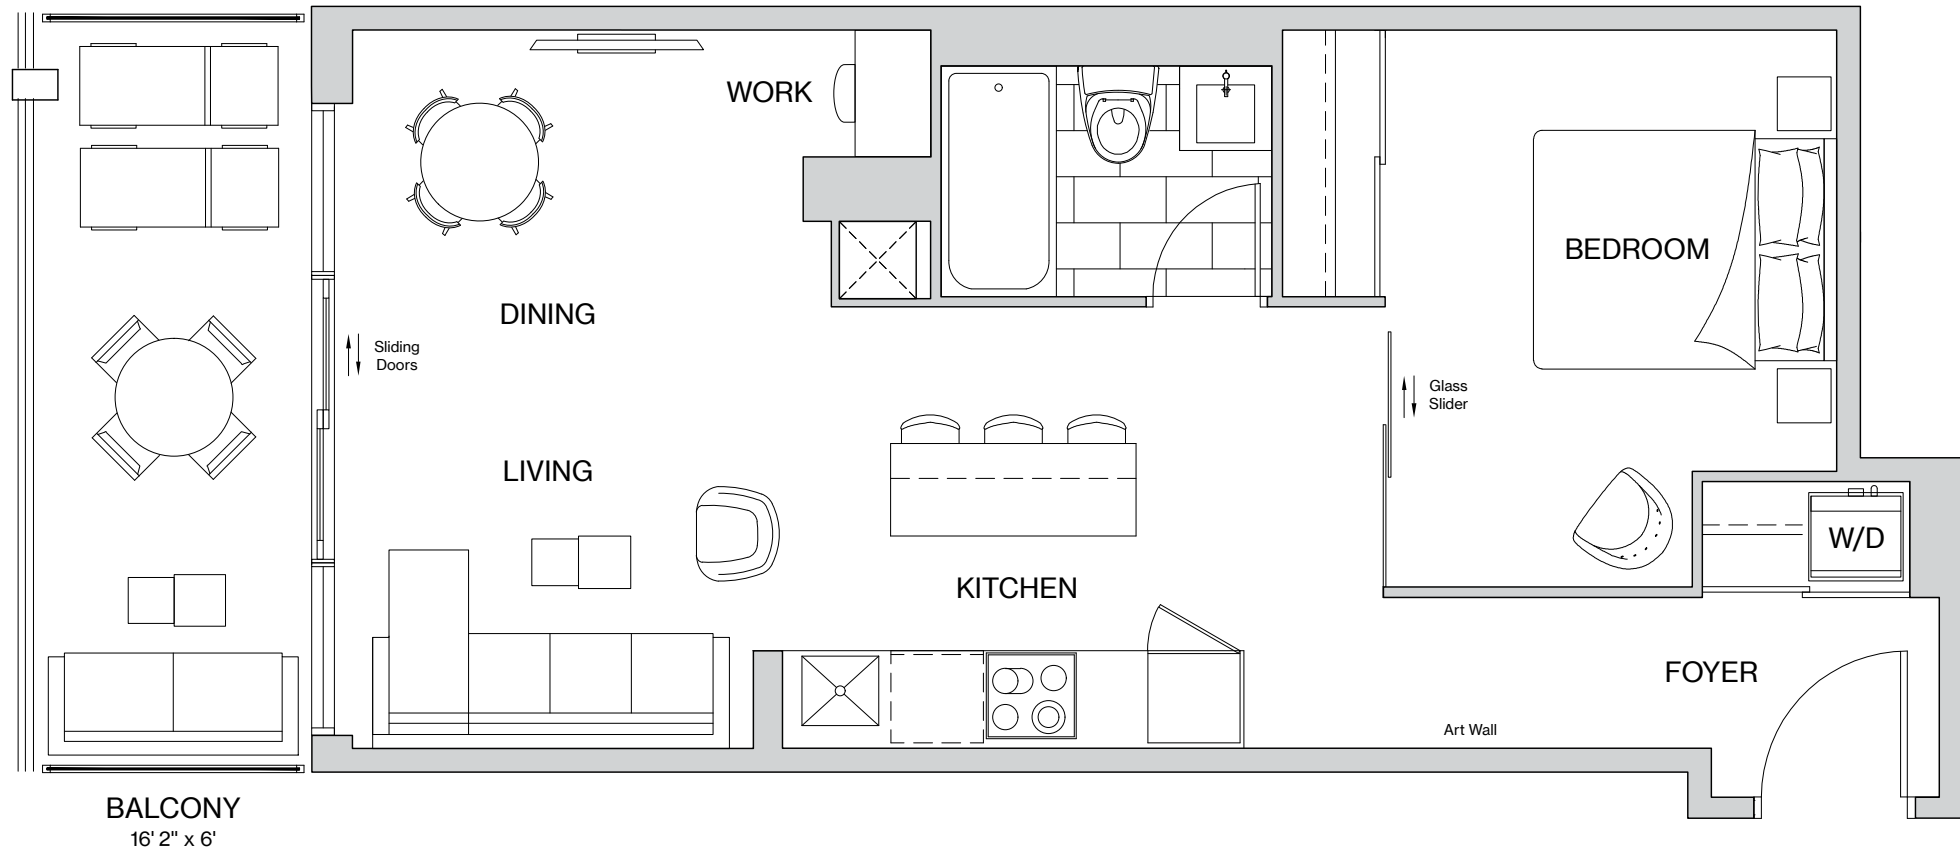 WORK
BEDROOM
DINING
Sliding
Doors
Glass
Slider
LIVING
W/D
KITCHEN
FOYER
Art Wall
BALCONY
16' 2" x 6'